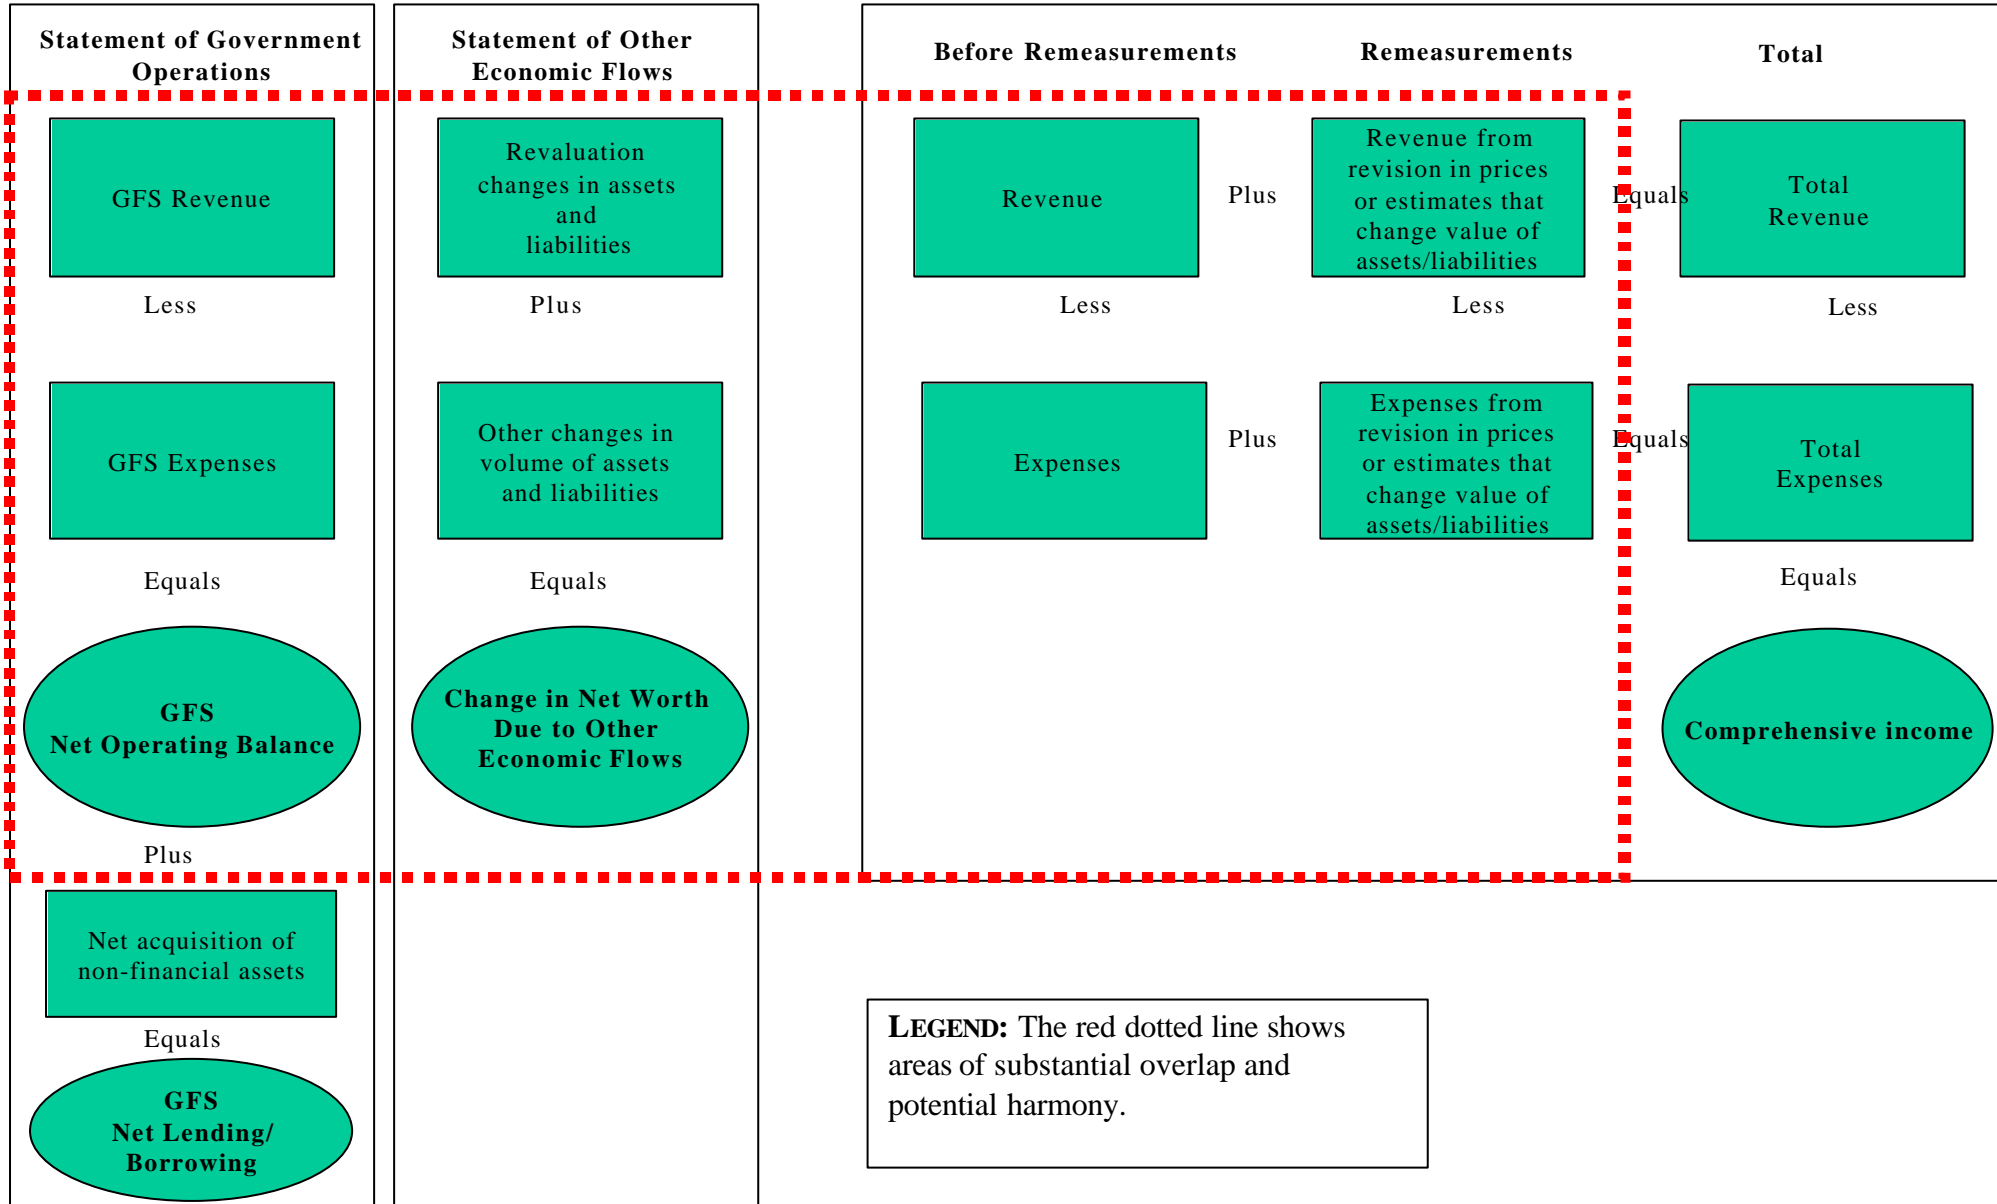 Statement of Government
Operations
GFS Revenue
Less
GFS Expenses
Equals
GFS
Net Operating Balance
Plus
Net acquisition of
non-financial assets
Equals
GFS
Net Lending/
Borrowing
Statement of Other
Economic Flows
Revaluation
changes in assets
and
liabilities
Plus
Other changes in
volume of assets
and liabilities
Equals
Change in Net Worth
Due to Other
Economic Flows
Before Remeasurements
Remeasurements
Total
Revenue
Plus
Revenue from
revision in prices
or estimates that
change value of
assets/liabilities
Equals
Total
Revenue
Less
Less
Less
Expenses
Plus
Expenses from
revision in prices
or estimates that
change value of
assets/liabilities
Equals
Total
Expenses
Equals
Comprehensive income
LEGEND: The red dotted line shows
areas of substantial overlap and
potential harmony.